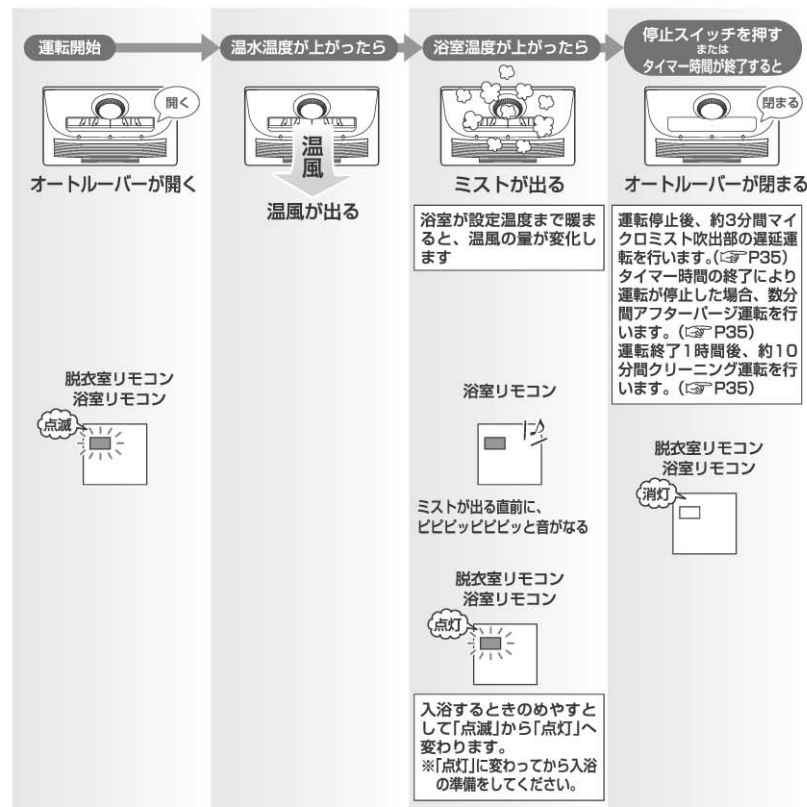 運転開始
温水温度が上がったら
浴室温度が上がったら
停止スイッチを押す
または
タイマー時間が終了すると
開く
オートルーバーが開く
脱衣室リモコン
浴室リモコン
点滅
温風
温風が出る
ミストが出る
浴室が設定温度まで暖ま
ると、温風の量が変化し
ます
浴室リモコン
ミストが出る直前に、
ピピピッピピピッと音がなる
脱衣室リモコン
浴室リモコン
点灯
入浴するときのめやすと
して「点滅」から「点灯」へ
変わります。
※「点灯」に変わってから入浴
の準備をしてください。
閉まる
オートルーバーが閉まる
運転停止後、約3分間マイ
クロミスト吹出部の遅延運
転を行います。(☞P35)
タイマー時間の終了により
運転が停止した場合、数分
間アフターパージ運転を行
います。(☞P35)
運転終了1時間後、約10
分間クリーニング運転を行
います。(☞P35)
脱衣室リモコン
浴室リモコン
消灯